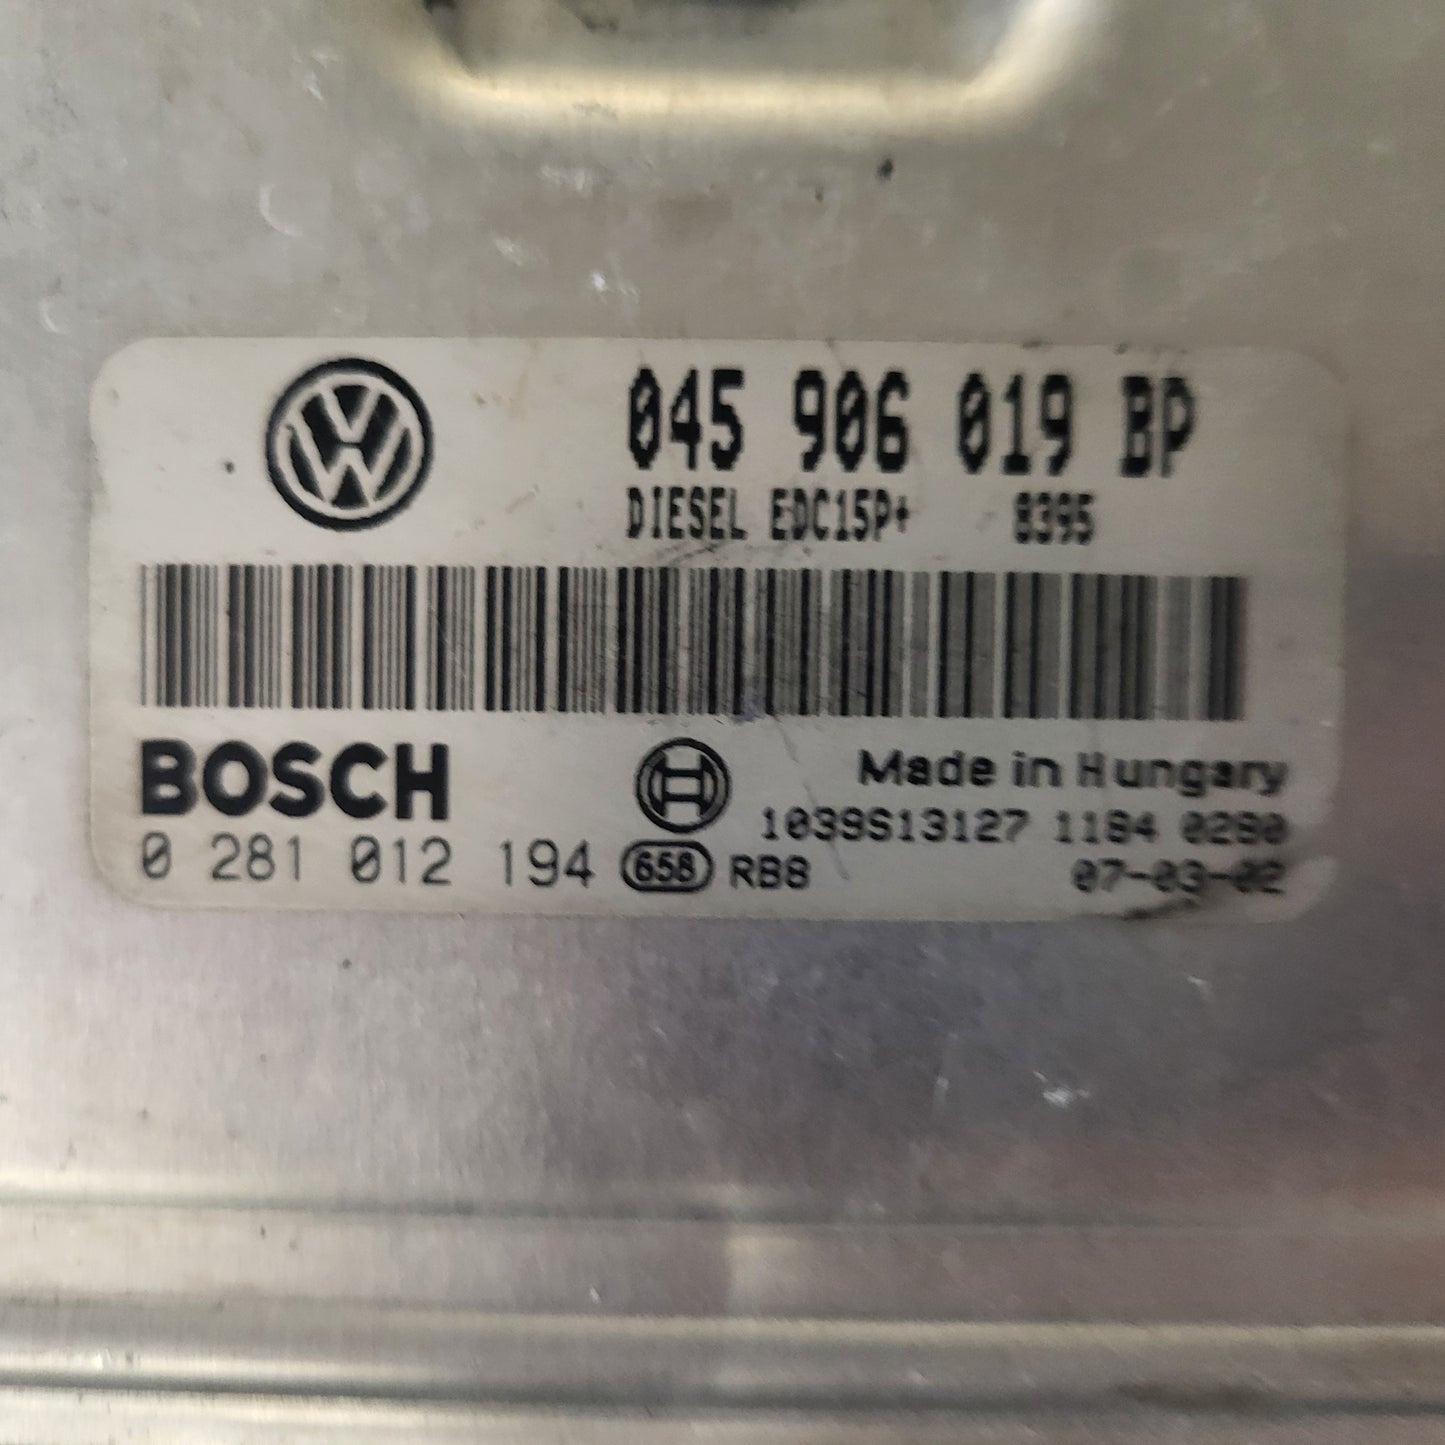 045 906 019 BP
DIESEL EDC15P+ 8395
BOSCH
Made in Hungary
1039S13127 1184 0280
0 281 012 194 658 RB8 07-03-02